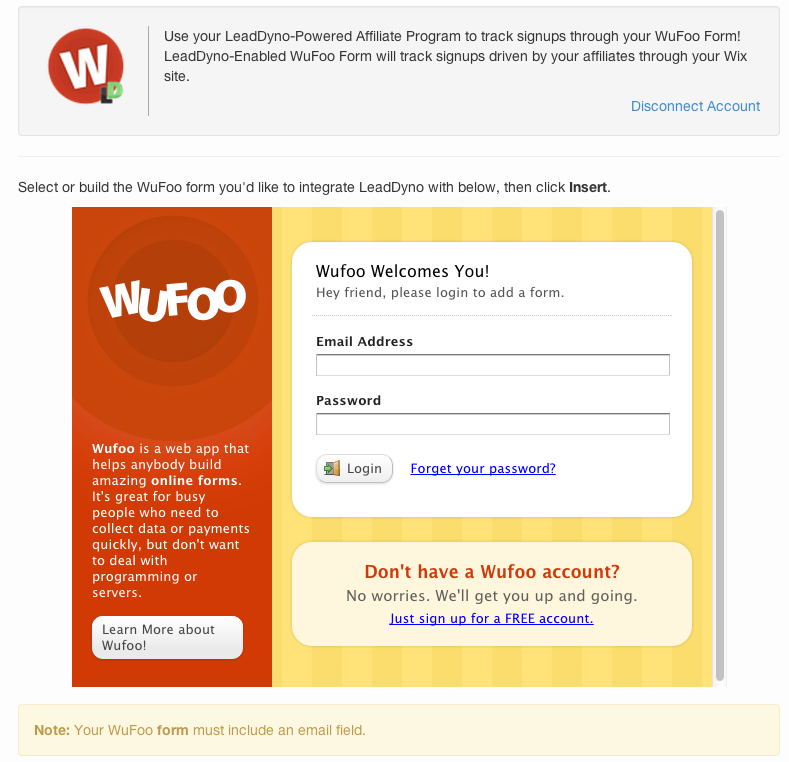 Use your LeadDyno-Powered Affiliate Program to track signups through your WuFoo Form!
LeadDyno-Enabled WuFoo Form will track signups driven by your affiliates through your Wix
site.
W
Disconnect Account
Select or build the WuFoo form you'd like to integrate LeadDyno with below, then click Insert.
WUFOO
Wufoo is a web app that
helps anybody build
amazing online forms.
It's great for busy
people who need to
collect data or payments
quickly, but don't want
to deal with
programming or
servers.
Learn More about
Wufoo!
Wufoo Welcomes You!
Hey friend, please login to add a form.
Email Address
Password
Login
Forget your password?
Don't have a Wufoo account?
No worries. We'll get you up and going.
Just sign up for a FREE account.
Note: Your WuFoo form must include an email field.